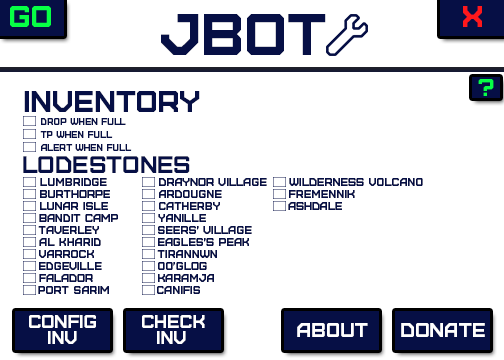 GO
JBOT
X
?
INVENTORY
DROP WHEN FULL
TP WHEN FULL
ALERT WHEN FULL
LODESTONES
LUMBRIDGE
BURTHORPE
LUNAR ISLE
BANDIT CAMP
TAVERLEY
AL KHARID
VARROCK
EDGEVILLE
FALADOR
PORT SARIM
DRAYNOR VILLAGE
ARDOUGNE
CATHERBY
YANILLE
SEERS' VILLAGE
EAGLES'S PEAK
TIRANNWN
OO'GLOG
KARAMJA
CANIFIS
WILDERNESS VOLCANO
FREMENNIK
ASHDALE
CONFIG
INV
CHECK
INV
ABOUT
DONATE